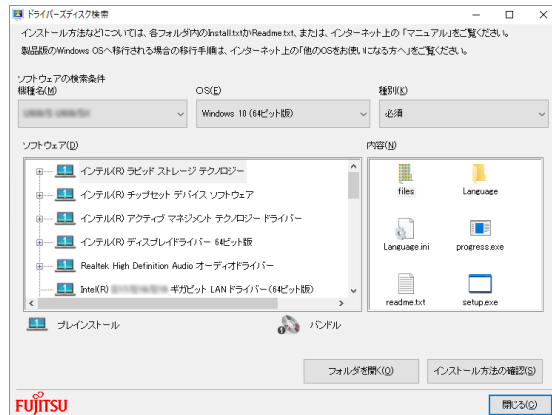 ドライバーズディスク検索
インストール方法などについては、各フォルダ内のInstall.txtかReadme.txt、または、インターネット上の「マニュアル」をご覧ください。
製品版のWindows OSへ移行される場合の移行手順は、インターネット上の「他のOSをお使いになる方へ」をご覧ください。
ソフトウェアの検索条件
機種名(M) OS(E) 種別(K)
Windows 10 (64ビット版) 必須
ソフトウェア(D) 内容(N)
インテル(R) ラピッド ストレージ テクノロジー
インテル(R) チップセット デバイス ソフトウェア
インテル(R) アクティブ マネジメント テクノロジー ドライバー
インテル(R) ディスプレイドライバー 64ビット版
Realtek High Definition Audio オーディオドライバー
Intel(R) ギガビット LAN ドライバー(64ビット版)
files Language
Language.ini progress.exe
readme.txt setup.exe
プレインストール バンドル
フォルダを開く(O) インストール方法の確認(S)
FUJITSU 閉じる(C)